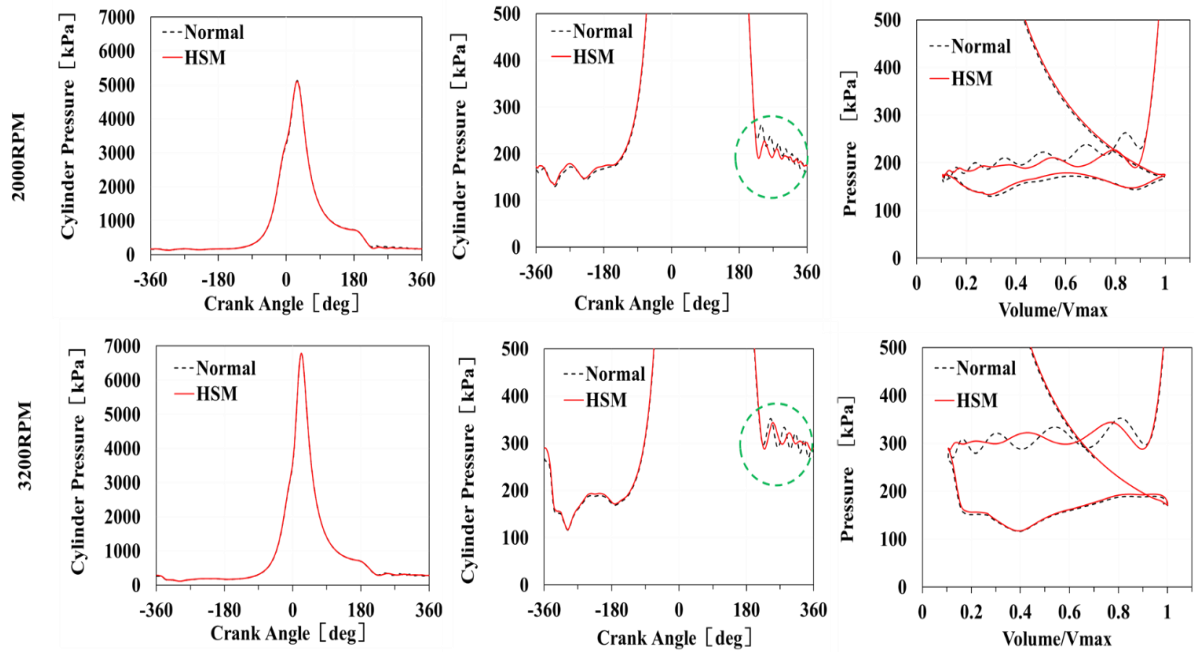 2000RPM
Cylinder Pressure [kPa]
7000
6000
5000
4000
3000
2000
1000
0
Normal
HSM
-360 -180 0 180 360
Crank Angle [deg]
Cylinder Pressure [kPa]
500
400
300
200
100
0
Normal
HSM
-360 -180 0 180 360
Crank Angle [deg]
Pressure [kPa]
500
400
300
200
100
0
Normal
HSM
0 0.2 0.4 0.6 0.8 1
Volume/Vmax
3200RPM
Cylinder Pressure [kPa]
7000
6000
5000
4000
3000
2000
1000
0
Normal
HSM
-360 -180 0 180 360
Crank Angle [deg]
Cylinder Pressure [kPa]
500
400
300
200
100
0
Normal
HSM
-360 -180 0 180 360
Crank Angle [deg]
Pressure [kPa]
500
400
300
200
100
0
Normal
HSM
0 0.2 0.4 0.6 0.8 1
Volume/Vmax